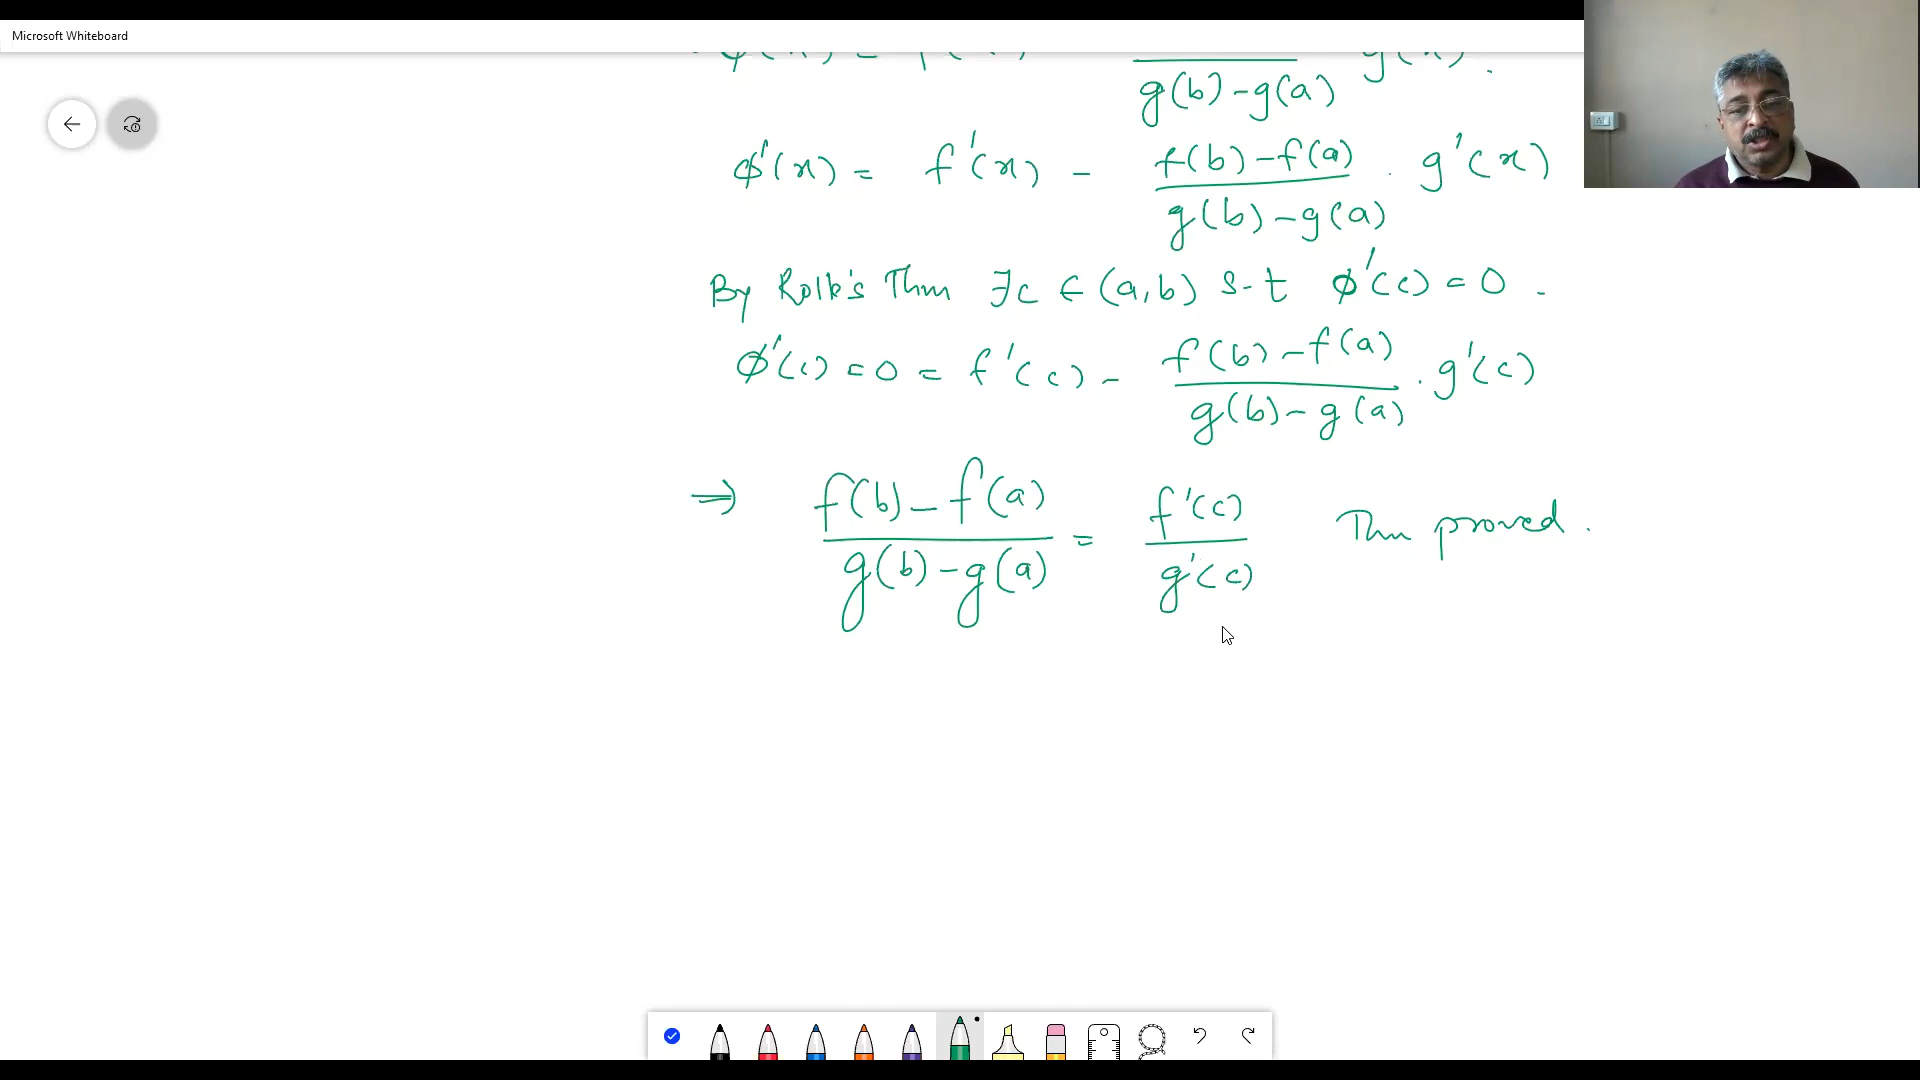 Microsoft Whiteboard
g(b)-g(a) g(x).
φ'(x) = f'(x) - (f(b)-f(a))/(g(b)-g(a)) . g'(x)
By Rolle's Thm ∃c ∈ (a,b) s.t φ'(c) = 0 .
φ'(c) = 0 = f'(c) - (f(b)-f(a))/(g(b)-g(a)) . g'(c)
⇒ (f(b)-f(a))/(g(b)-g(a)) = f'(c)/g'(c) Thm proved .